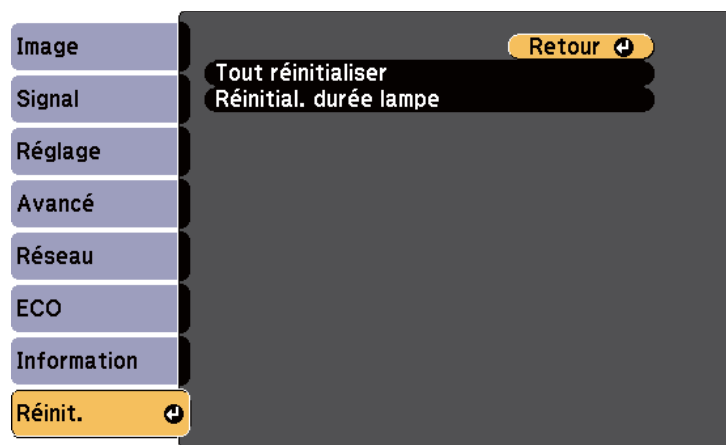 Image
Signal
Réglage
Avancé
Réseau
ECO
Information
Réinit.
Retour
Tout réinitialiser
Réinitial. durée lampe